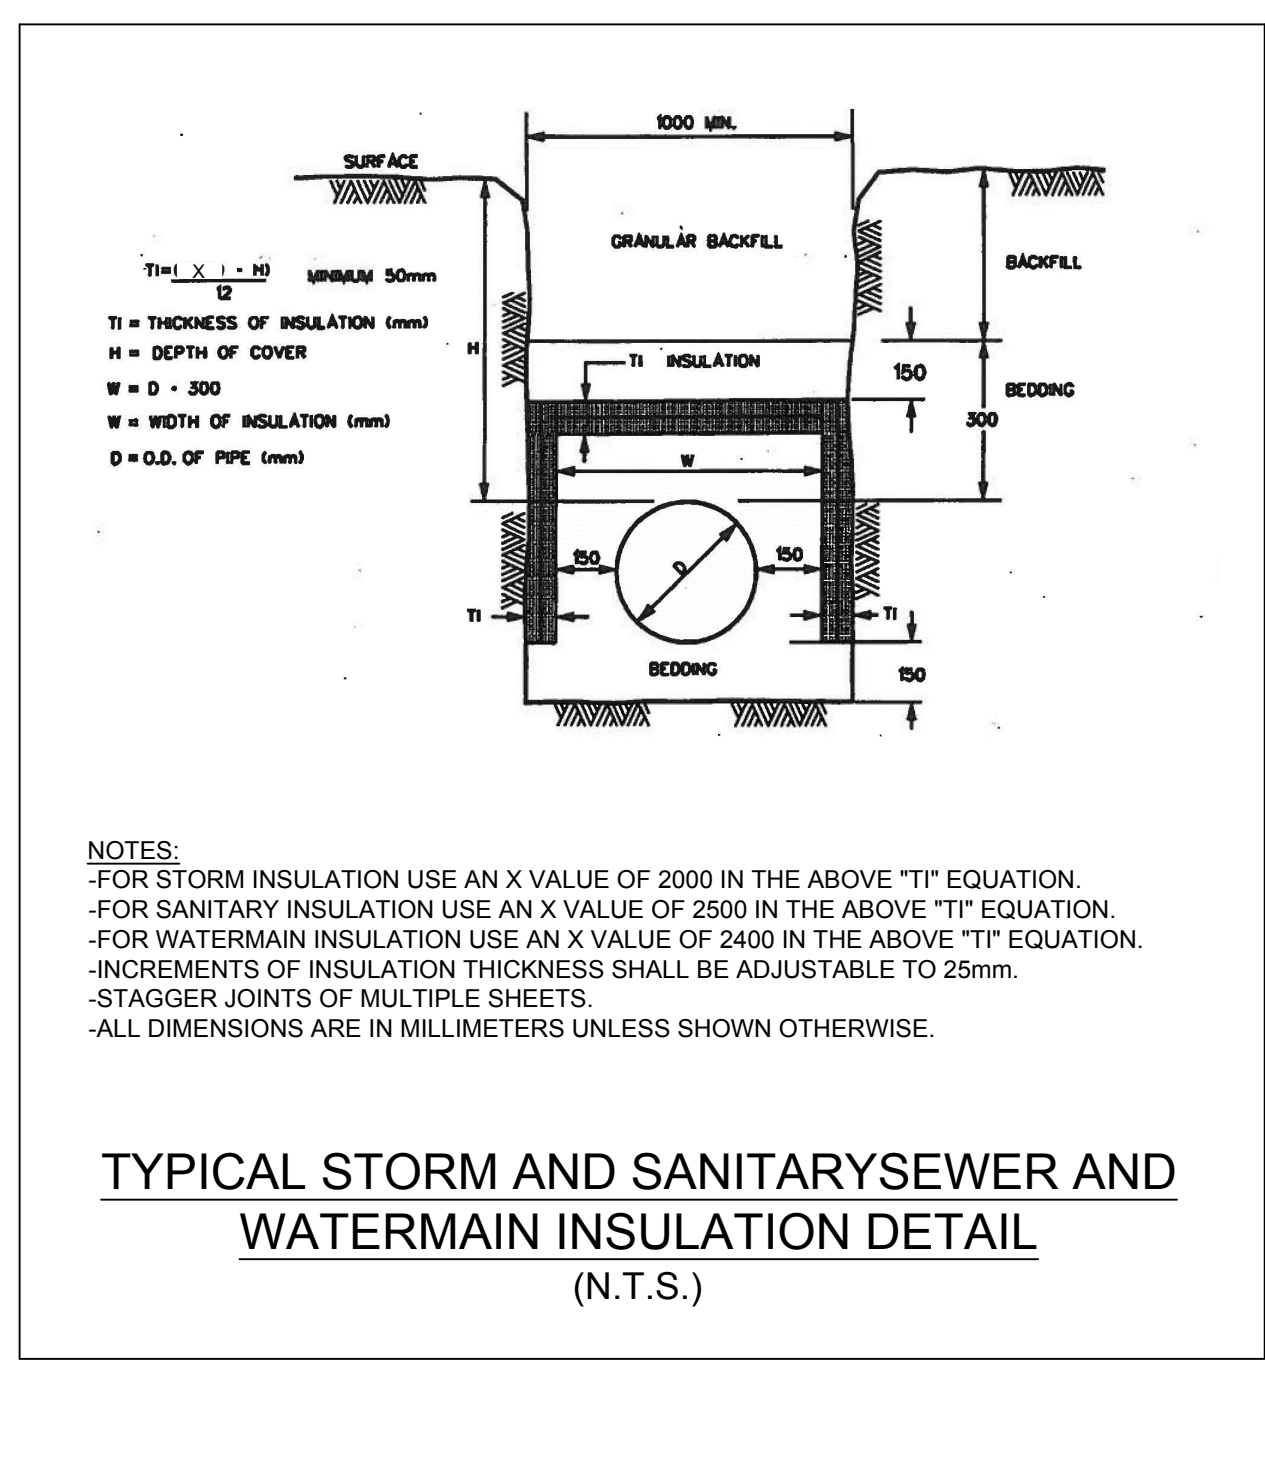 1000 MIN.
SURFACE
GRANULAR BACKFILL
BACKFILL
TI=( X ) - H)
12
MINIMUM 50mm
TI = THICKNESS OF INSULATION (mm)
H = DEPTH OF COVER
W = D + 300
W = WIDTH OF INSULATION (mm)
D = O.D. OF PIPE (mm)
H
TI INSULATION
150
BEDDING
300
W
150
D
150
TI
TI
BEDDING
150
NOTES:
-FOR STORM INSULATION USE AN X VALUE OF 2000 IN THE ABOVE "TI" EQUATION.
-FOR SANITARY INSULATION USE AN X VALUE OF 2500 IN THE ABOVE "TI" EQUATION.
-FOR WATERMAIN INSULATION USE AN X VALUE OF 2400 IN THE ABOVE "TI" EQUATION.
-INCREMENTS OF INSULATION THICKNESS SHALL BE ADJUSTABLE TO 25mm.
-STAGGER JOINTS OF MULTIPLE SHEETS.
-ALL DIMENSIONS ARE IN MILLIMETERS UNLESS SHOWN OTHERWISE.
TYPICAL STORM AND SANITARYSEWER AND
WATERMAIN INSULATION DETAIL
(N.T.S.)